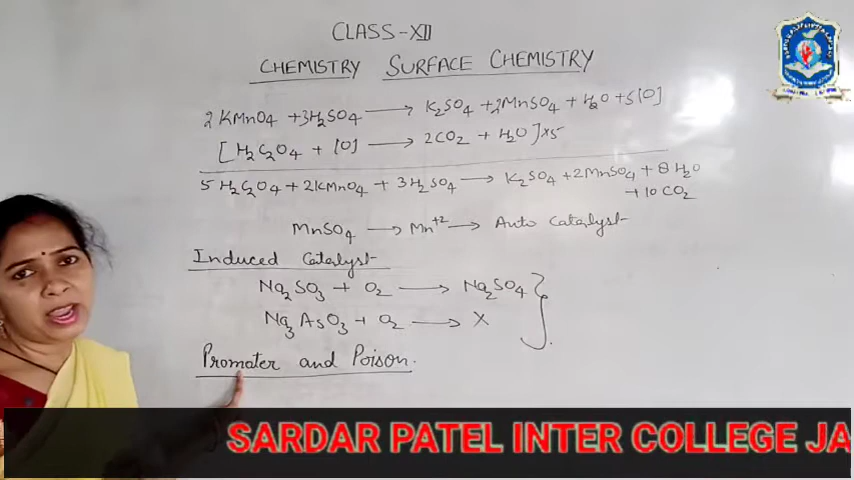 CLASS-XII
CHEMISTRY SURFACE CHEMISTRY
2KMnO₄ + 3H₂SO₄ → K₂SO₄ + 2MnSO₄ + H₂O + 5[O]
[H₂C₂O₄ + [O] → 2CO₂ + H₂O] x5
5H₂C₂O₄ + 2KMnO₄ + 3H₂SO₄ → K₂SO₄ + 2MnSO₄ + 8H₂O
+ 10CO₂
MnSO₄ → Mn⁺² → Auto Catalyst
Induced Catalyst
Na₂SO₃ + O₂ → Na₂SO₄
Na₃AsO₃ + O₂ → X
Promater and Poison.
SARDAR PATEL INTER COLLEGE JA